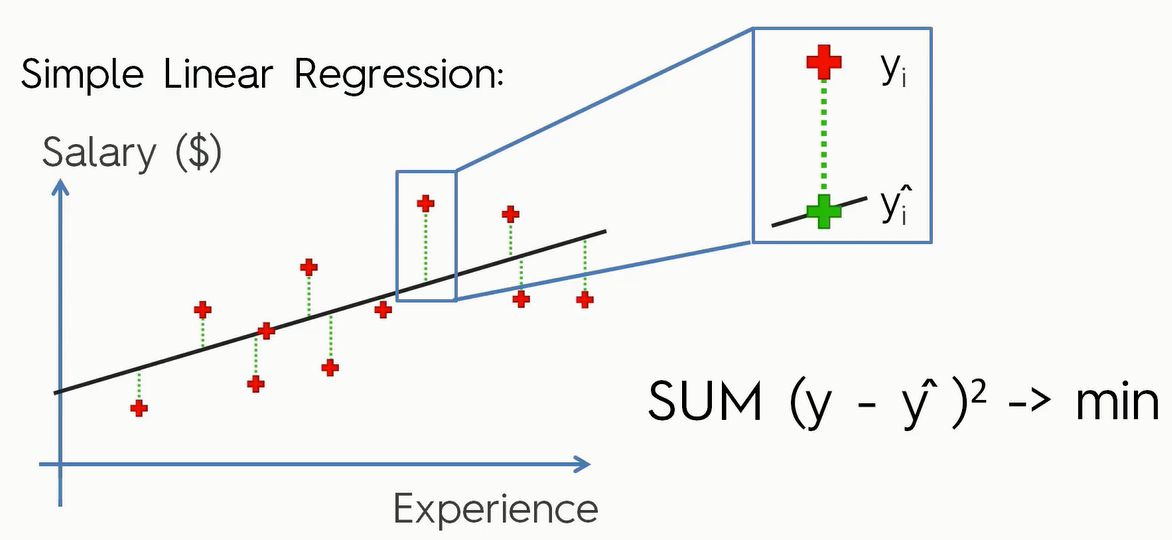 Simple Linear Regression:
Salary ($)
yᵢ
ŷᵢ
SUM (y - ŷ )² -> min
Experience